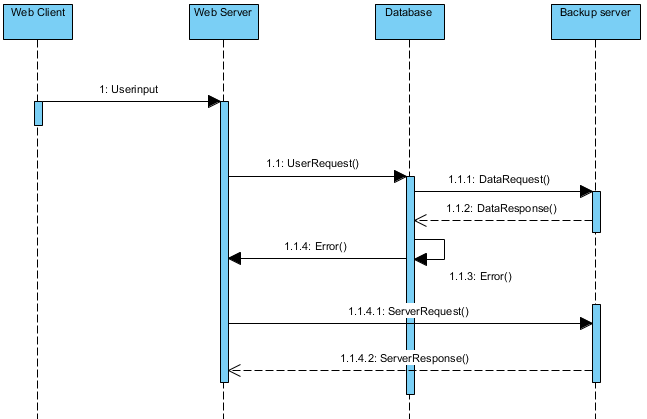 Web Client
Web Server
Database
Backup server
1: Userinput
1.1: UserRequest()
1.1.1: DataRequest()
1.1.2: DataResponse()
1.1.4: Error()
1.1.3: Error()
1.1.4.1: ServerRequest()
1.1.4.2: ServerResponse()